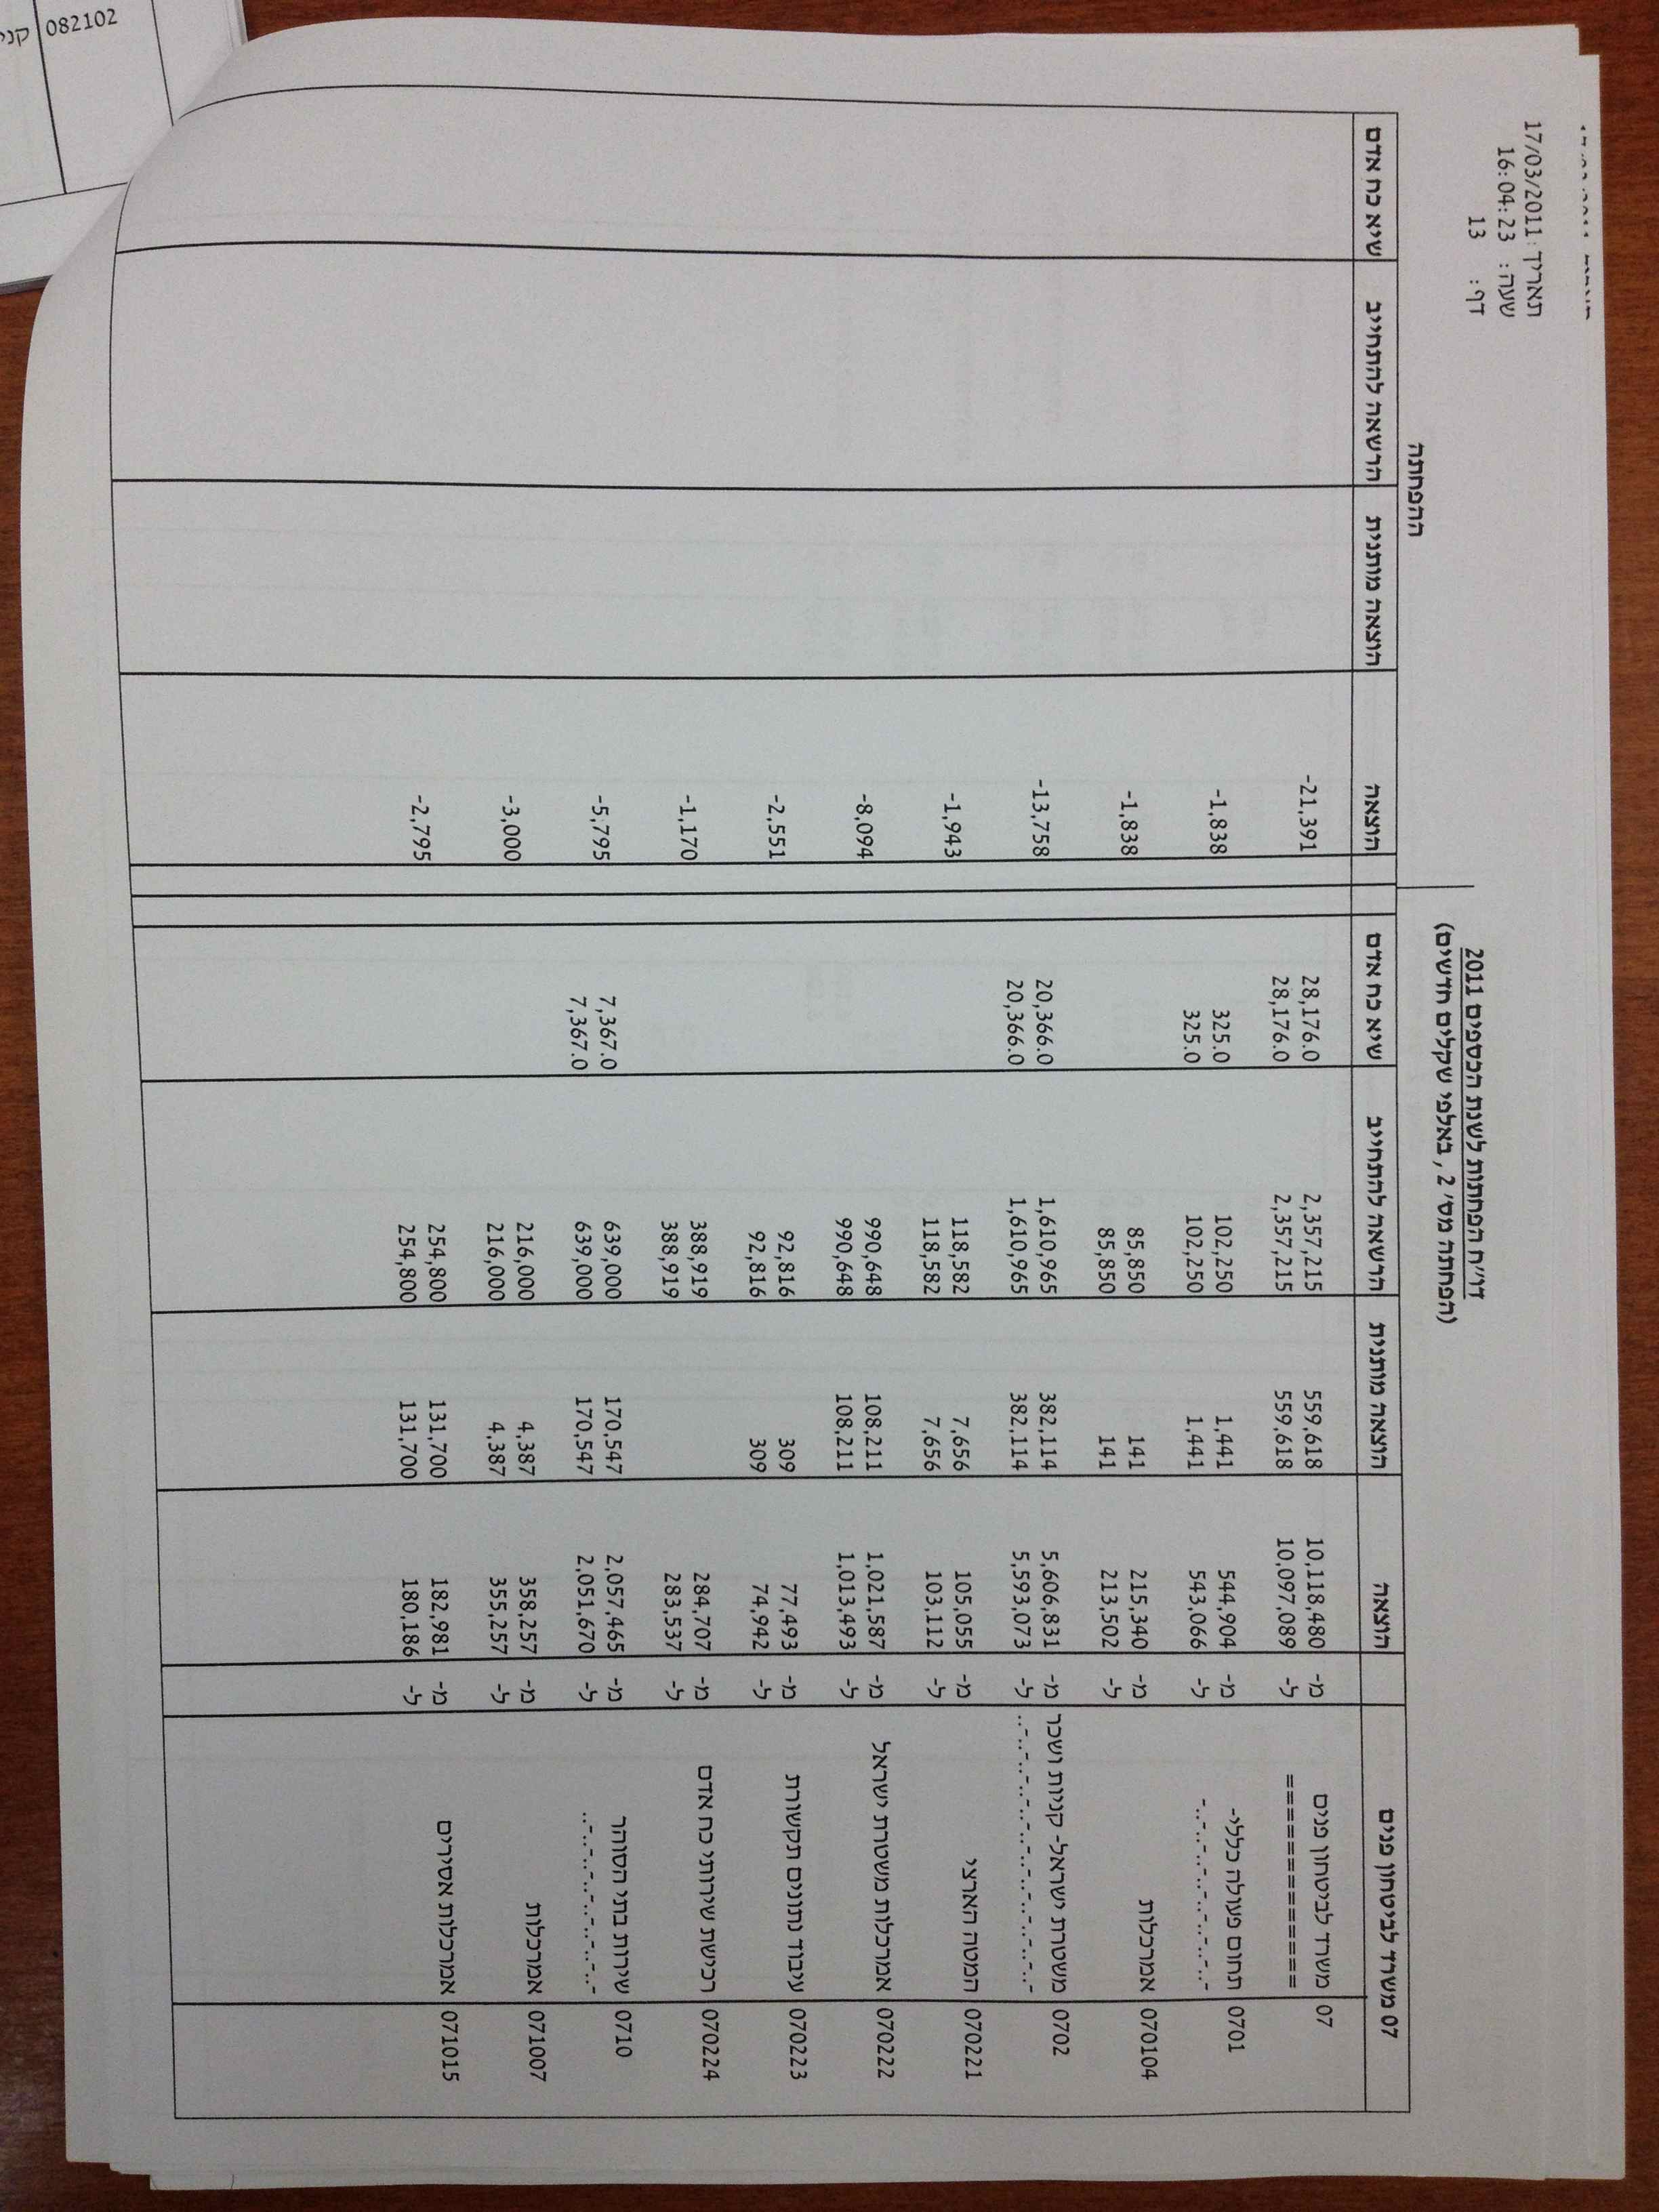 תאריך: 17/03/2011
שעה: 16:04:23
דף: 13
דו״ח הפחתות לשנת הכספים 2011
(הפחתה מס׳ 2, באלפי שקלים חדשים)
ההפחתה
07 משרד לביטחון פנים הוצאה הוצאה מותנית הרשאה להתחייב שיא כח אדם הוצאה הוצאה מותנית הרשאה להתחייב שיא כח אדם
07 משרד לביטחון פנים מ- 10,118,480 559,618 2,357,215 28,176.0 -21,391
============= ל- 10,097,089 559,618 2,357,215 28,176.0
0701 תחום פעולה כללי- מ- 544,904 1,441 102,250 325.0 -1,838
-..-..-..-..-..-..-..-..- ל- 543,066 1,441 102,250 325.0
070104 אמרכלות מ- 215,340 141 85,850 -1,838
ל- 213,502 141 85,850
0702 משטרת ישראל- קניות ושכר מ- 5,606,831 382,114 1,610,965 20,366.0 -13,758
-..-..-..-..-..-..-..-..-..-..-..-.. ל- 5,593,073 382,114 1,610,965 20,366.0
070221 המטה הארצי מ- 105,055 7,656 118,582 -1,943
ל- 103,112 7,656 118,582
070222 אמרכלות משטרת ישראל מ- 1,021,587 108,211 990,648 -8,094
ל- 1,013,493 108,211 990,648
070223 עיבוד נתונים תקשורת מ- 77,493 309 92,816 -2,551
ל- 74,942 309 92,816
070224 רכישת שירותי כח אדם מ- 284,707 388,919 -1,170
ל- 283,537 388,919
0710 שירות בתי הסוהר מ- 2,057,465 170,547 639,000 7,367.0 -5,795
-..-..-..-..-..-..-..-.. ל- 2,051,670 170,547 639,000 7,367.0
071007 אמרכלות מ- 358,257 4,387 216,000 -3,000
ל- 355,257 4,387 216,000
071015 אמרכלות אסירים מ- 182,981 131,700 254,800 -2,795
ל- 180,186 131,700 254,800
082102